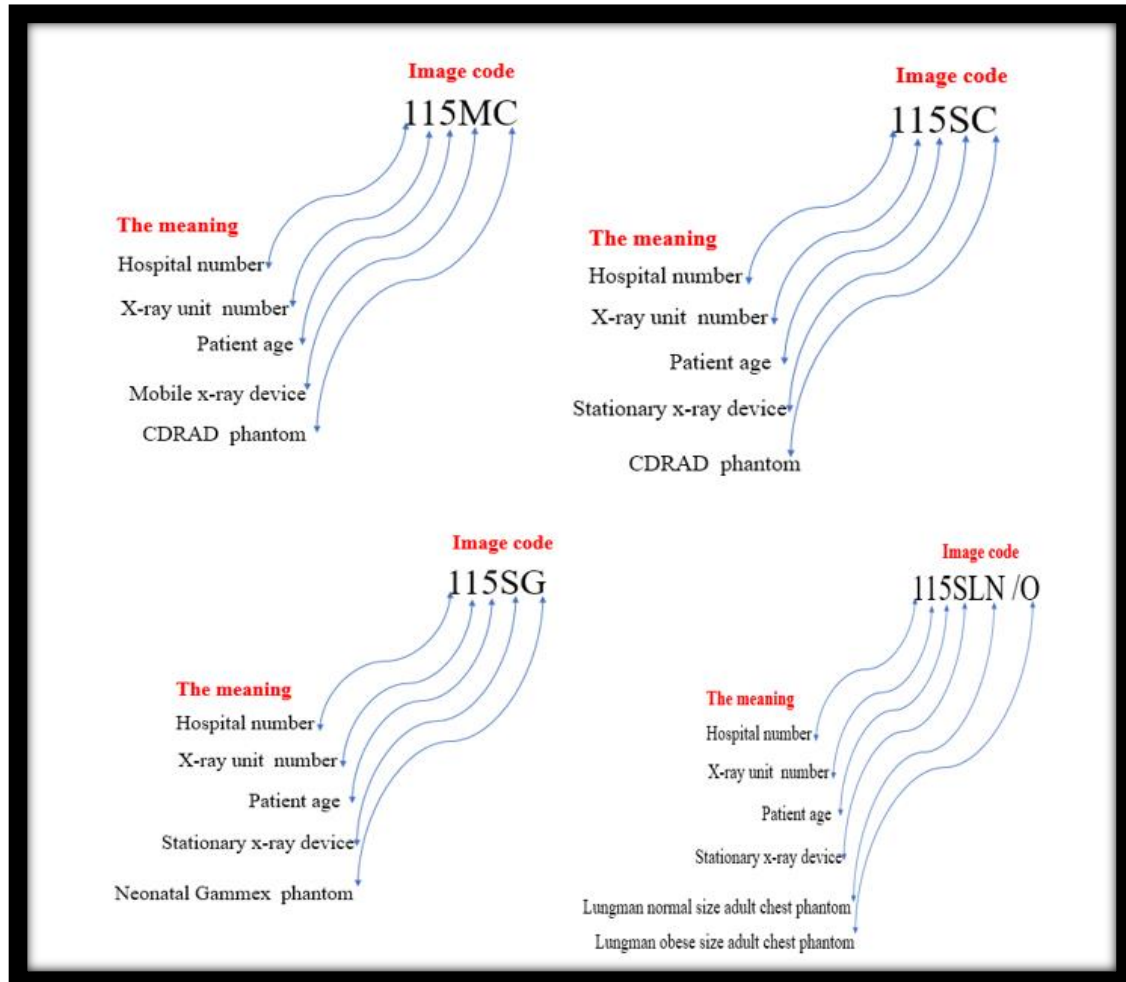 Image code
115MC
The meaning
Hospital number
X-ray unit number
Patient age
Mobile x-ray device
CDRAD phantom
Image code
115SC
The meaning
Hospital number
X-ray unit number
Patient age
Stationary x-ray device
CDRAD phantom
Image code
115SG
The meaning
Hospital number
X-ray unit number
Patient age
Stationary x-ray device
Neonatal Gammex phantom
Image code
115SLN /O
The meaning
Hospital number
X-ray unit number
Patient age
Stationary x-ray device
Lungman normal size adult chest phantom
Lungman obese size adult chest phantom